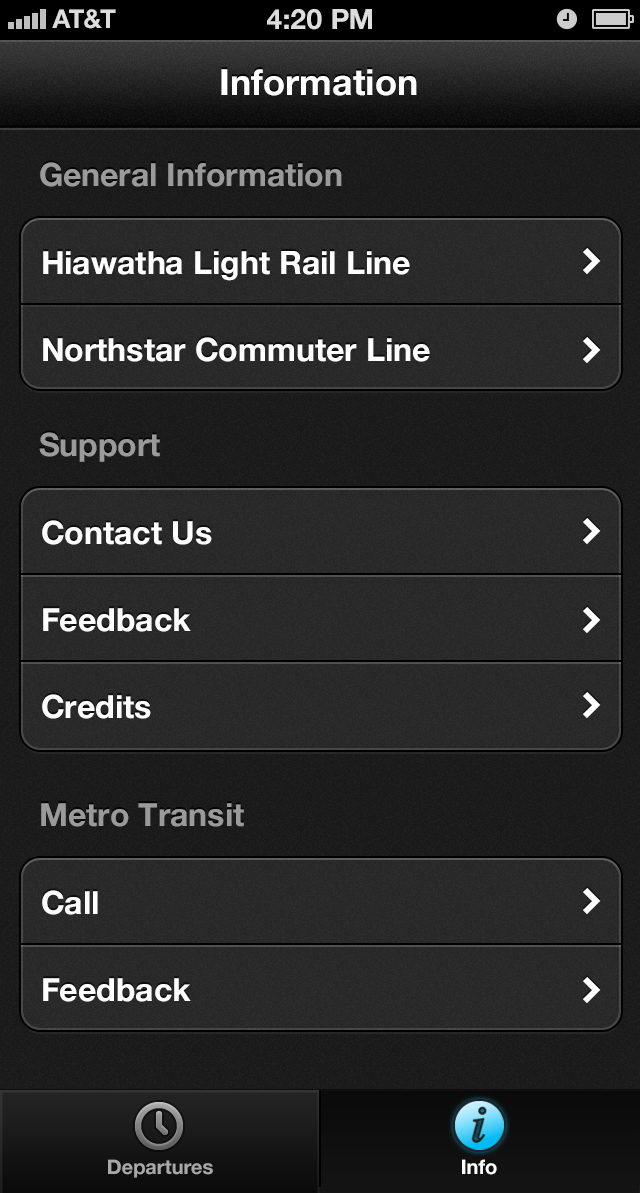 AT&T 4:20 PM
Information
General Information
Hiawatha Light Rail Line
Northstar Commuter Line
Support
Contact Us
Feedback
Credits
Metro Transit
Call
Feedback
Departures
Info